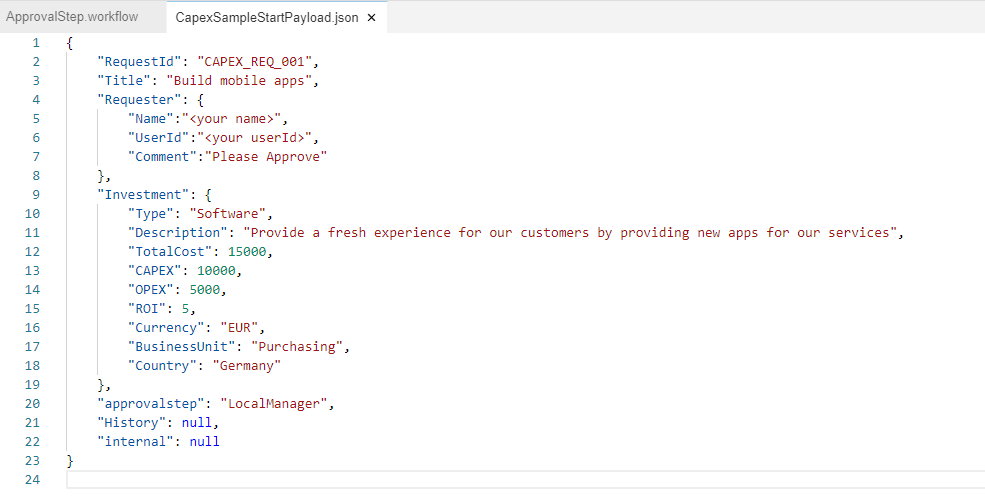 ApprovalStep.workflow CapexSampleStartPayload.json ×
1 {
2 "RequestId": "CAPEX_REQ_001",
3 "Title": "Build mobile apps",
4 "Requester": {
5 "Name":"<your name>",
6 "UserId":"<your userId>",
7 "Comment":"Please Approve"
8 },
9 "Investment": {
10 "Type": "Software",
11 "Description": "Provide a fresh experience for our customers by providing new apps for our services",
12 "TotalCost": 15000,
13 "CAPEX": 10000,
14 "OPEX": 5000,
15 "ROI": 5,
16 "Currency": "EUR",
17 "BusinessUnit": "Purchasing",
18 "Country": "Germany"
19 },
20 "approvalstep": "LocalManager",
21 "History": null,
22 "internal": null
23 }
24